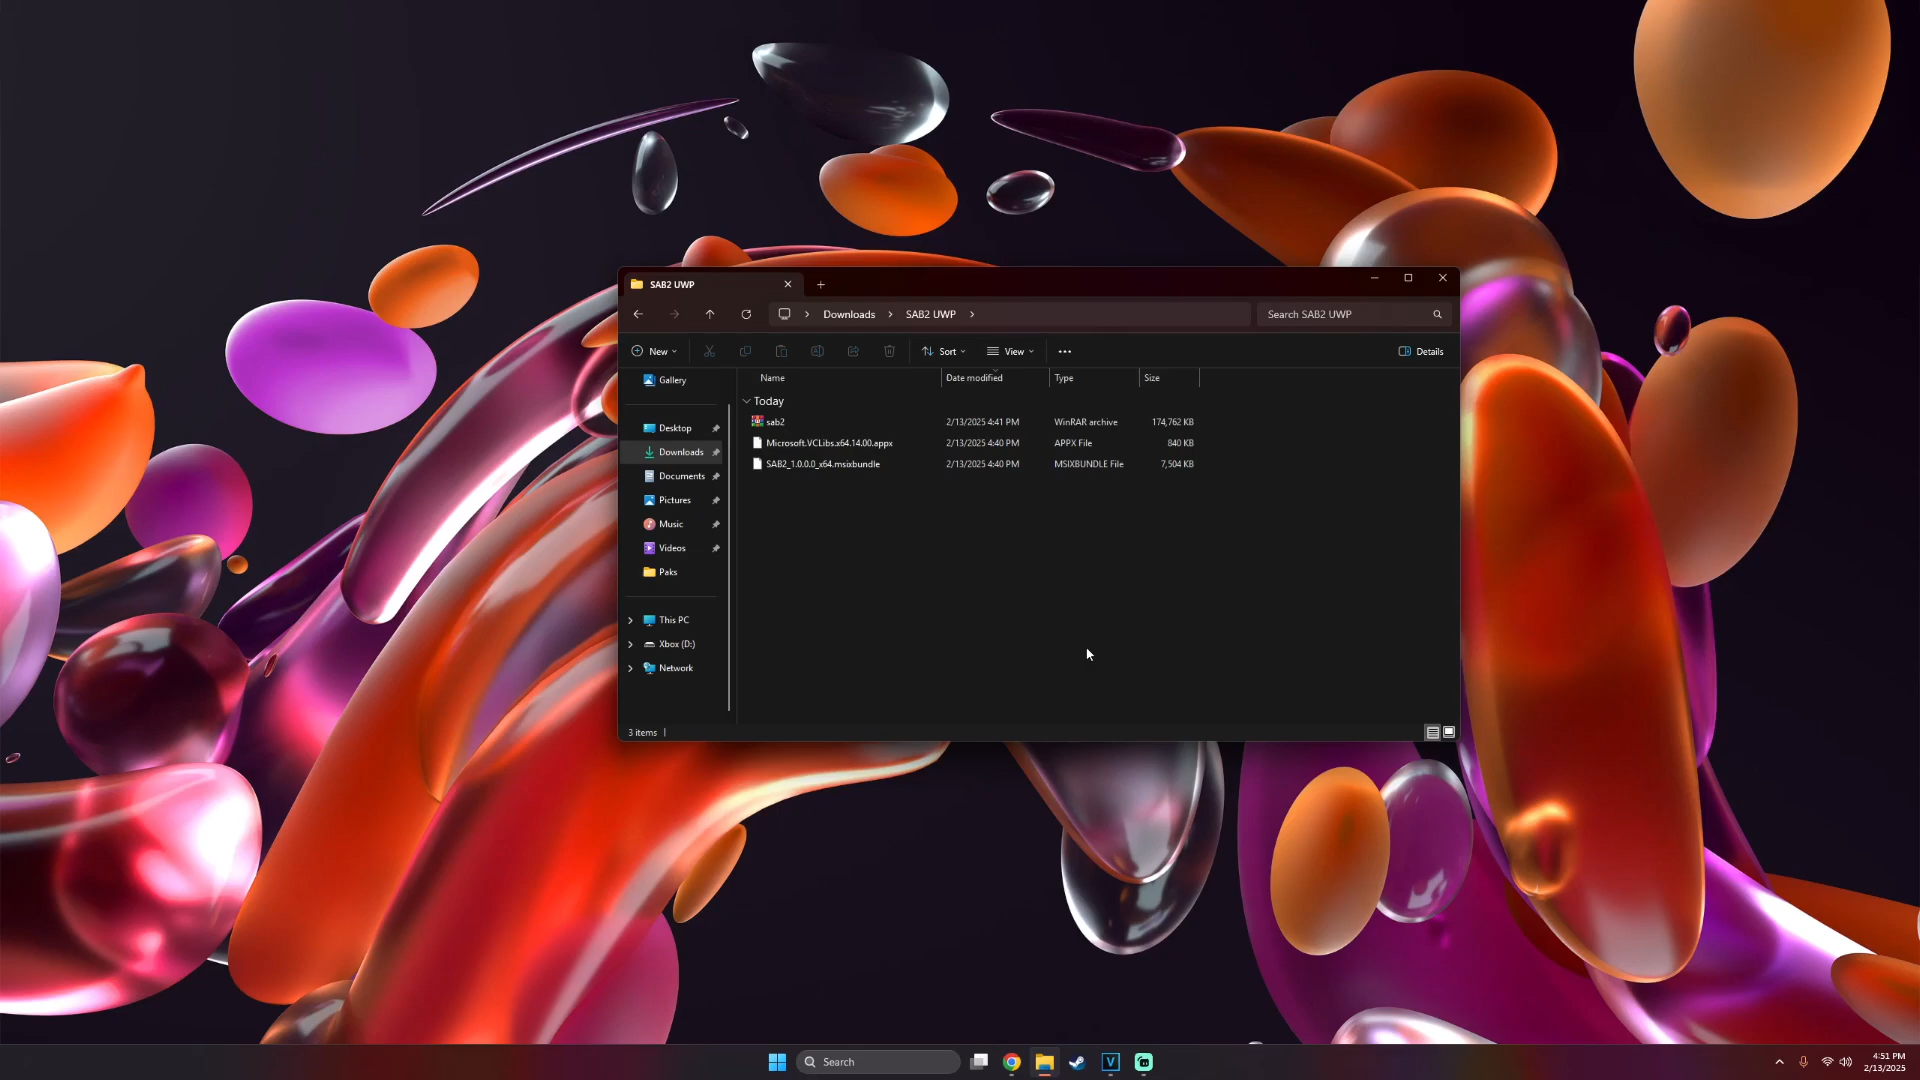 SAB2 UWP
Downloads
SAB2 UWP
Search SAB2 UWP
New
Sort
View
Details
Gallery
Desktop
Downloads
Documents
Pictures
Music
Videos
Paks
This PC
Xbox (D:)
Network
Name Date modified Type Size
Today
sab2 2/13/2025 4:41 PM WinRAR archive 174,762 KB
Microsoft.VCLibs.x64.14.00.appx 2/13/2025 4:40 PM APPX File 840 KB
SAB2_1.0.0.0_x64.msixbundle 2/13/2025 4:40 PM MSIXBUNDLE File 7,504 KB
3 items
Search
V
4:51 PM
2/13/2025